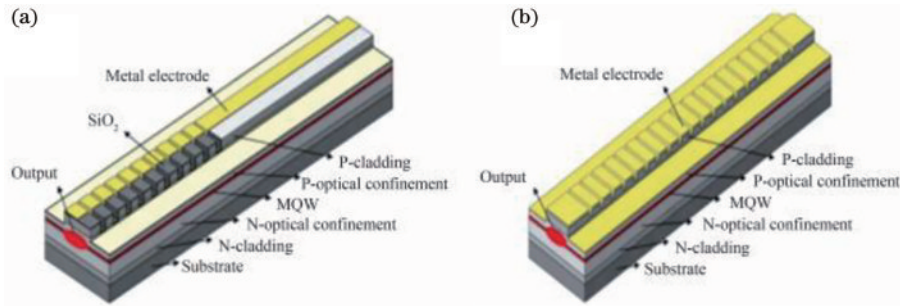 (a)
Metal electrode
SiO2
Output
P-cladding
P-optical confinement
MQW
N-optical confinement
N-cladding
Substrate
(b)
Metal electrode
Output
P-cladding
P-optical confinement
MQW
N-optical confinement
N-cladding
Substrate